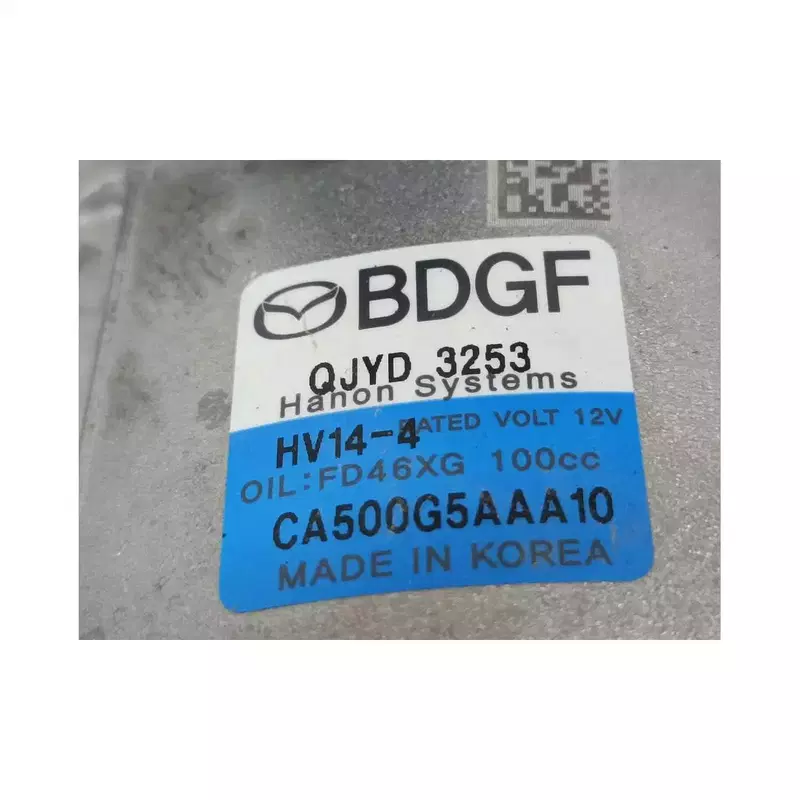 BDGF
QJYD 3253
Hanon Systems
HV14-4 RATED VOLT 12V
OIL:FD46XG 100cc
CA500G5AAA10
MADE IN KOREA